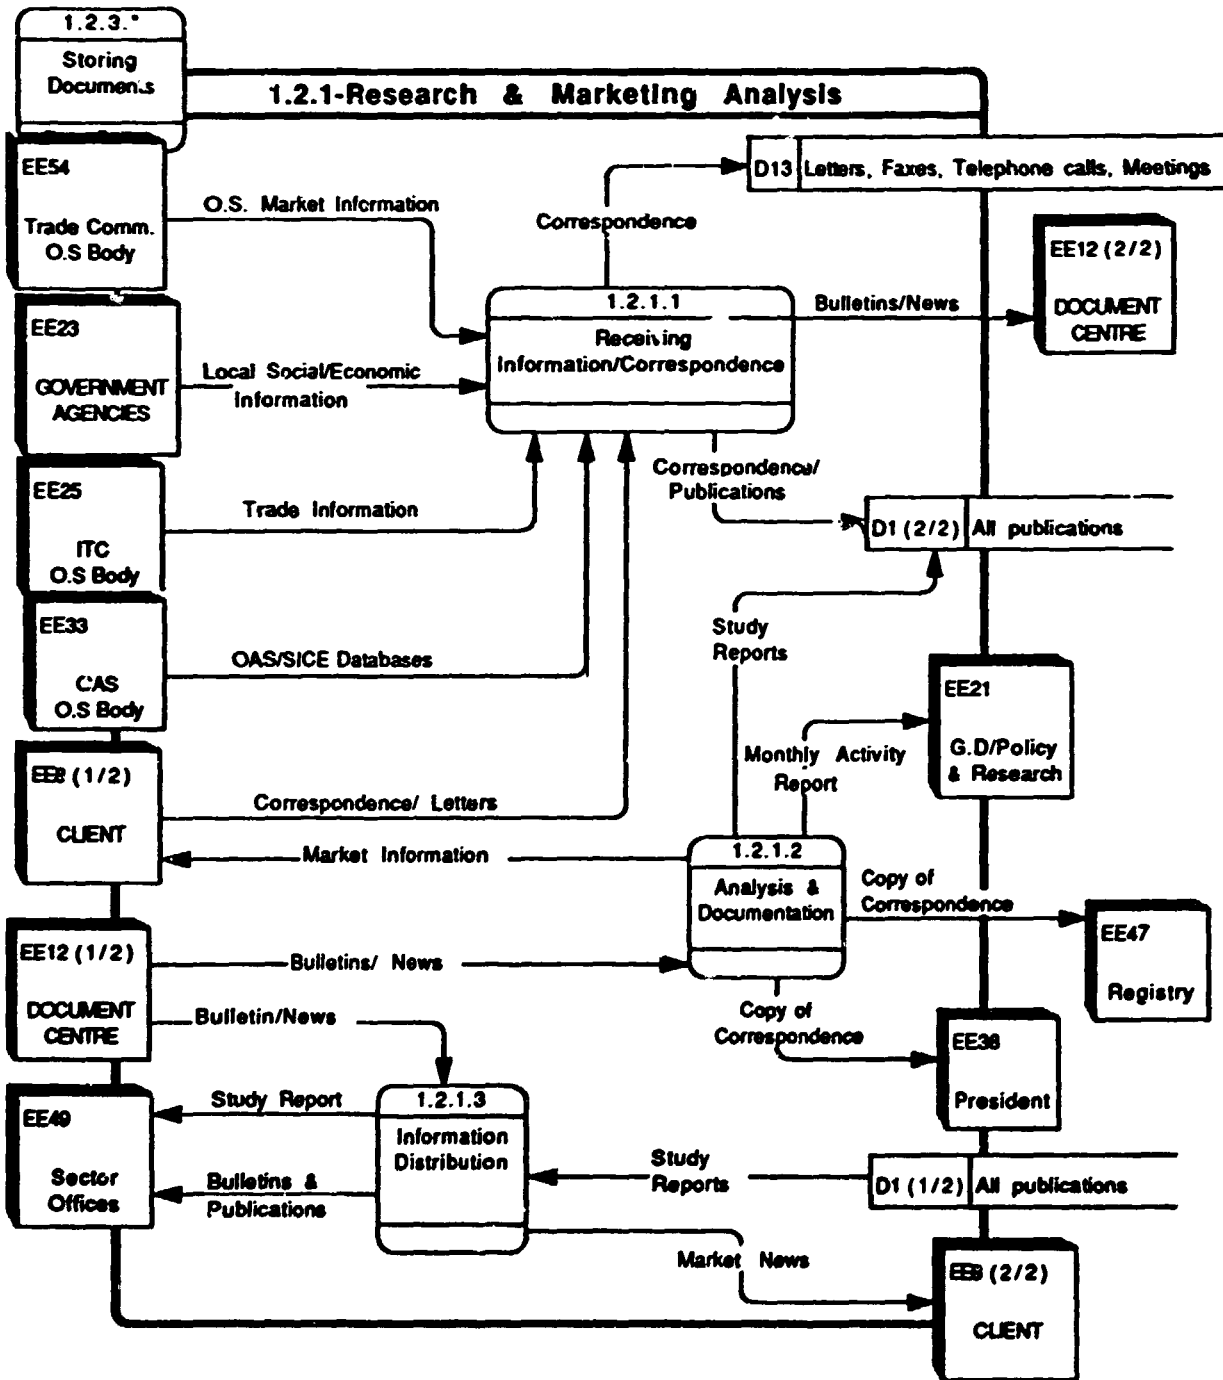 1.2.3.*
Storing
Documents
1.2.1-Research & Marketing Analysis
EE54
Trade Comm.
O.S Body
O.S. Market Information
Correspondence
D13 Letters, Faxes, Telephone calls, Meetings
EE12 (2/2)
DOCUMENT
CENTRE
1.2.1.1
Receiving
Information/Correspondence
Bulletins/News
EE23
GOVERNMENT
AGENCIES
Local Social/Economic
Information
Correspondence/
Publications
EE25
ITC
O.S Body
Trade Information
D1 (2/2) All publications
EE33
OAS
O.S Body
OAS/SICE Databases
Study
Reports
EE21
G.D/Policy
& Research
Monthly Activity
Report
(1/2)
CLIENT
Correspondence/ Letters
Market Information
1.2.1.2
Analysis &
Documentation
Copy of
Correspondence
EE47
Registry
EE12 (1/2)
DOCUMENT
CENTRE
Bulletins/ News
Bulletin/News
Copy of
Correspondence
President
EE49
Sector
Offices
Study Report
Bulletins &
Publications
1.2.1.3
Information
Distribution
Study
Reports
D1 (1/2) All publications
Market News
(2/2)
CLIENT